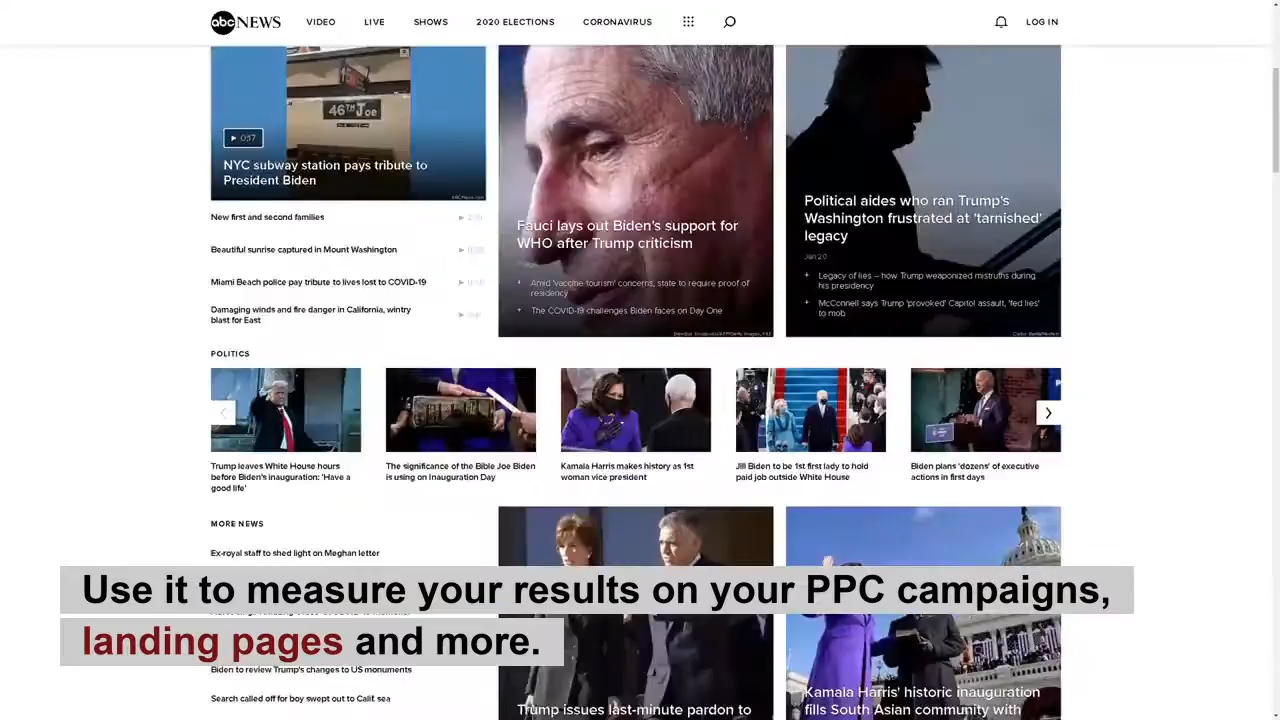 abc NEWS
VIDEO
LIVE
SHOWS
2020 ELECTIONS
CORONAVIRUS
LOG IN
46TH Joe
0:17
NYC subway station pays tribute to
President Biden
New first and second families
Beautiful sunrise captured in Mount Washington
Miami Beach police pay tribute to lives lost to COVID-19
Damaging winds and fire danger in California, wintry
blast for East
Fauci lays out Biden's support for
WHO after Trump criticism
Amid 'vaccine tourism' concerns, state to require proof of
residency
The COVID-19 challenges Biden faces on Day One
Political aides who ran Trump's
Washington frustrated at 'tarnished'
legacy
Jan 20
Legacy of lies – how Trump weaponized mistruths during
his presidency
McConnell says Trump 'provoked' Capitol assault, 'fed lies'
to mob
POLITICS
Trump leaves White House hours
before Biden's inauguration: 'Have a
good life'
The significance of the Bible Joe Biden
is using on Inauguration Day
Kamala Harris makes history as 1st
woman vice president
Jill Biden to be 1st first lady to hold
paid job outside White House
Biden plans 'dozens' of executive
actions in first days
MORE NEWS
Ex-royal staff to shed light on Meghan letter
Use it to measure your results on your PPC campaigns,
landing pages and more.
Biden to review Trump's changes to US monuments
Search called off for boy swept out to Calif. sea
Trump issues last-minute pardon to
Kamala Harris' historic inauguration
fills South Asian community with